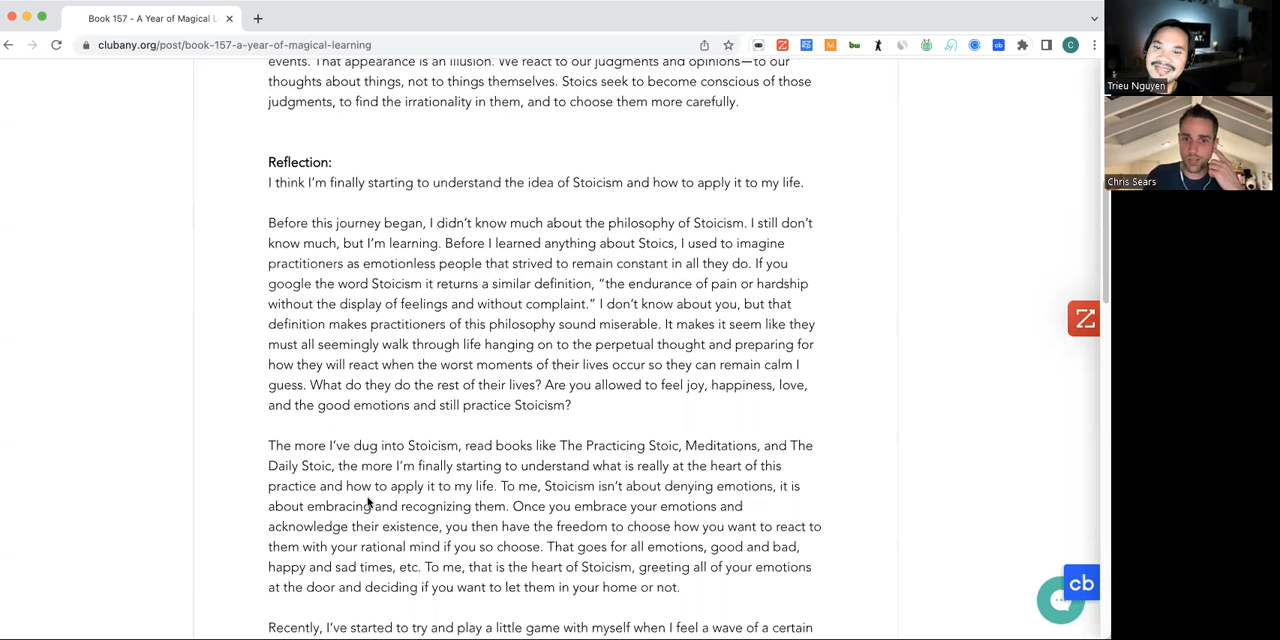 Book 157 - A Year of Magical L
clubany.org/post/book-157-a-year-of-magical-learning
events. That appearance is an illusion. We react to our judgments and opinions—to our
thoughts about things, not to things themselves. Stoics seek to become conscious of those
judgments, to find the irrationality in them, and to choose them more carefully.
Reflection:
I think I’m finally starting to understand the idea of Stoicism and how to apply it to my life.
Before this journey began, I didn’t know much about the philosophy of Stoicism. I still don’t
know much, but I’m learning. Before I learned anything about Stoics, I used to imagine
practitioners as emotionless people that strived to remain constant in all they do. If you
google the word Stoicism it returns a similar definition, “the endurance of pain or hardship
without the display of feelings and without complaint.” I don’t know about you, but that
definition makes practitioners of this philosophy sound miserable. It makes it seem like they
must all seemingly walk through life hanging on to the perpetual thought and preparing for
how they will react when the worst moments of their lives occur so they can remain calm I
guess. What do they do the rest of their lives? Are you allowed to feel joy, happiness, love,
and the good emotions and still practice Stoicism?
The more I’ve dug into Stoicism, read books like The Practicing Stoic, Meditations, and The
Daily Stoic, the more I’m finally starting to understand what is really at the heart of this
practice and how to apply it to my life. To me, Stoicism isn’t about denying emotions, it is
about embracing and recognizing them. Once you embrace your emotions and
acknowledge their existence, you then have the freedom to choose how you want to react to
them with your rational mind if you so choose. That goes for all emotions, good and bad,
happy and sad times, etc. To me, that is the heart of Stoicism, greeting all of your emotions
at the door and deciding if you want to let them in your home or not.
Recently, I’ve started to try and play a little game with myself when I feel a wave of a certain
Trieu Nguyen
Chris Sears
cb
bw
C
AT.